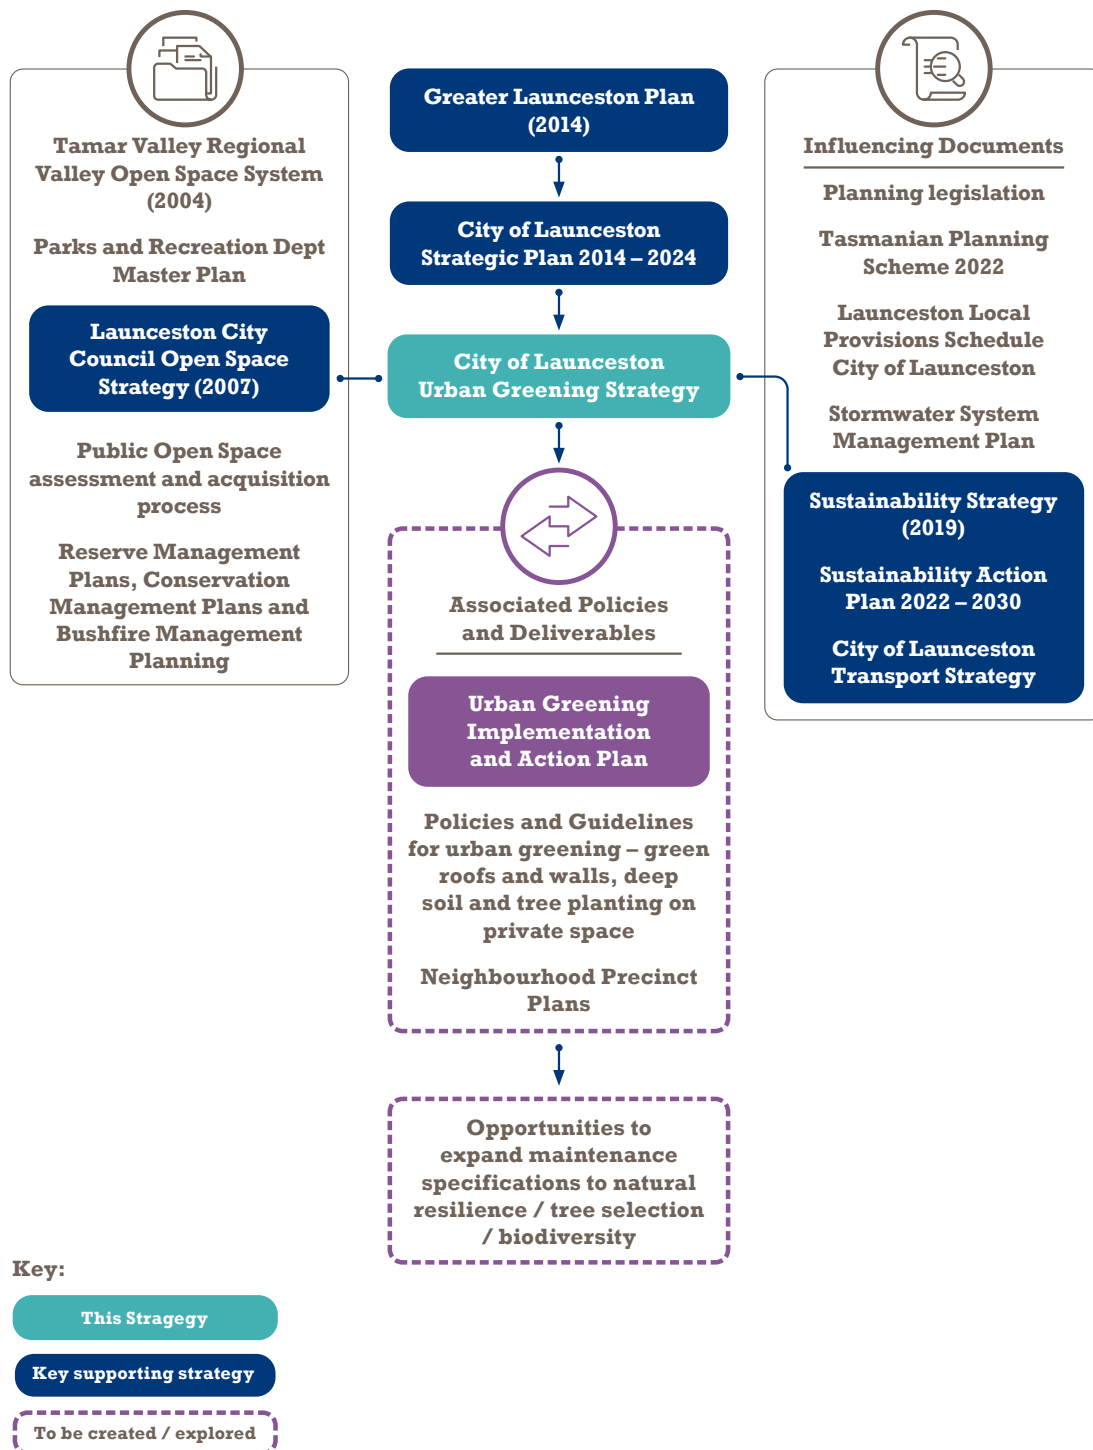 Tamar Valley Regional
Valley Open Space System
(2004)
Parks and Recreation Dept
Master Plan
Launceston City
Council Open Space
Strategy (2007)
Public Open Space
assessment and acquisition
process
Reserve Management
Plans, Conservation
Management Plans and
Bushfire Management
Planning
Greater Launceston Plan
(2014)
City of Launceston
Strategic Plan 2014 – 2024
City of Launceston
Urban Greening Strategy
Associated Policies
and Deliverables
Urban Greening
Implementation
and Action Plan
Policies and Guidelines
for urban greening – green
roofs and walls, deep
soil and tree planting on
private space
Neighbourhood Precinct
Plans
Opportunities to
expand maintenance
specifications to natural
resilience / tree selection
/ biodiversity
Influencing Documents
Planning legislation
Tasmanian Planning
Scheme 2022
Launceston Local
Provisions Schedule
City of Launceston
Stormwater System
Management Plan
Sustainability Strategy
(2019)
Sustainability Action
Plan 2022 – 2030
City of Launceston
Transport Strategy
Key:
This Stragegy
Key supporting strategy
To be created / explored